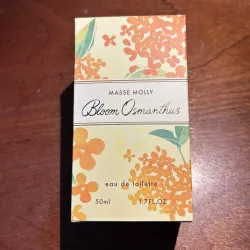 MASSE MOLLY
Bloom Osmanthus
eau de toilette
50ml 1.7FL.OZ